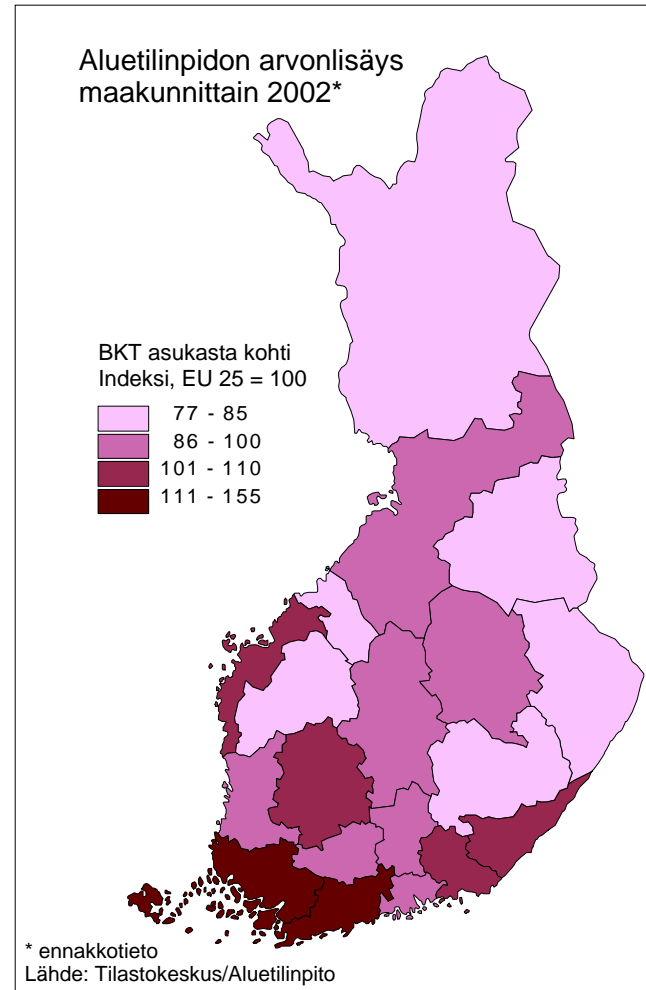 Aluetilinpidon arvonlisäys
maakunnittain 2002*
BKT asukasta kohti
Indeksi, EU 25 = 100
77 - 85
86 - 100
101 - 110
111 - 155
* ennakkotieto
Lähde: Tilastokeskus/Aluetilinpito